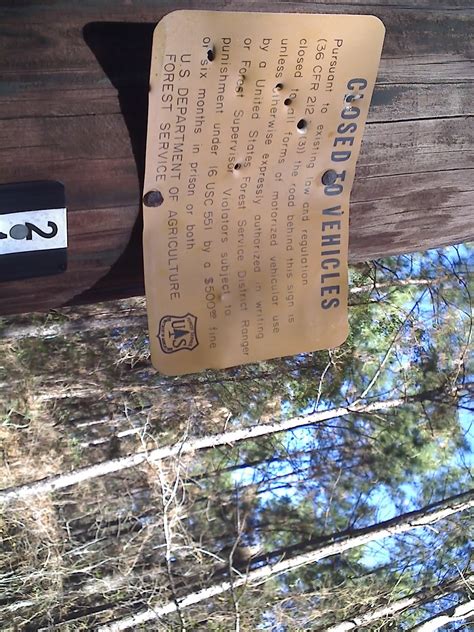 CLOSED TO VEHICLES
Pursuant to existing law and regulation
(36 CFR 212 (3)) the road behind this sign is
closed to all forms of motorized vehicular use
unless otherwise expressly authorized in writing
by a United States Forest Service District Ranger
or Forest Supervisor. Violators subject to
punishment under 16 USC 551 by a $500.00 fine
or six months in prison or both
U S DEPARTMENT OF AGRICULTURE
FOREST SERVICE
UAS
2